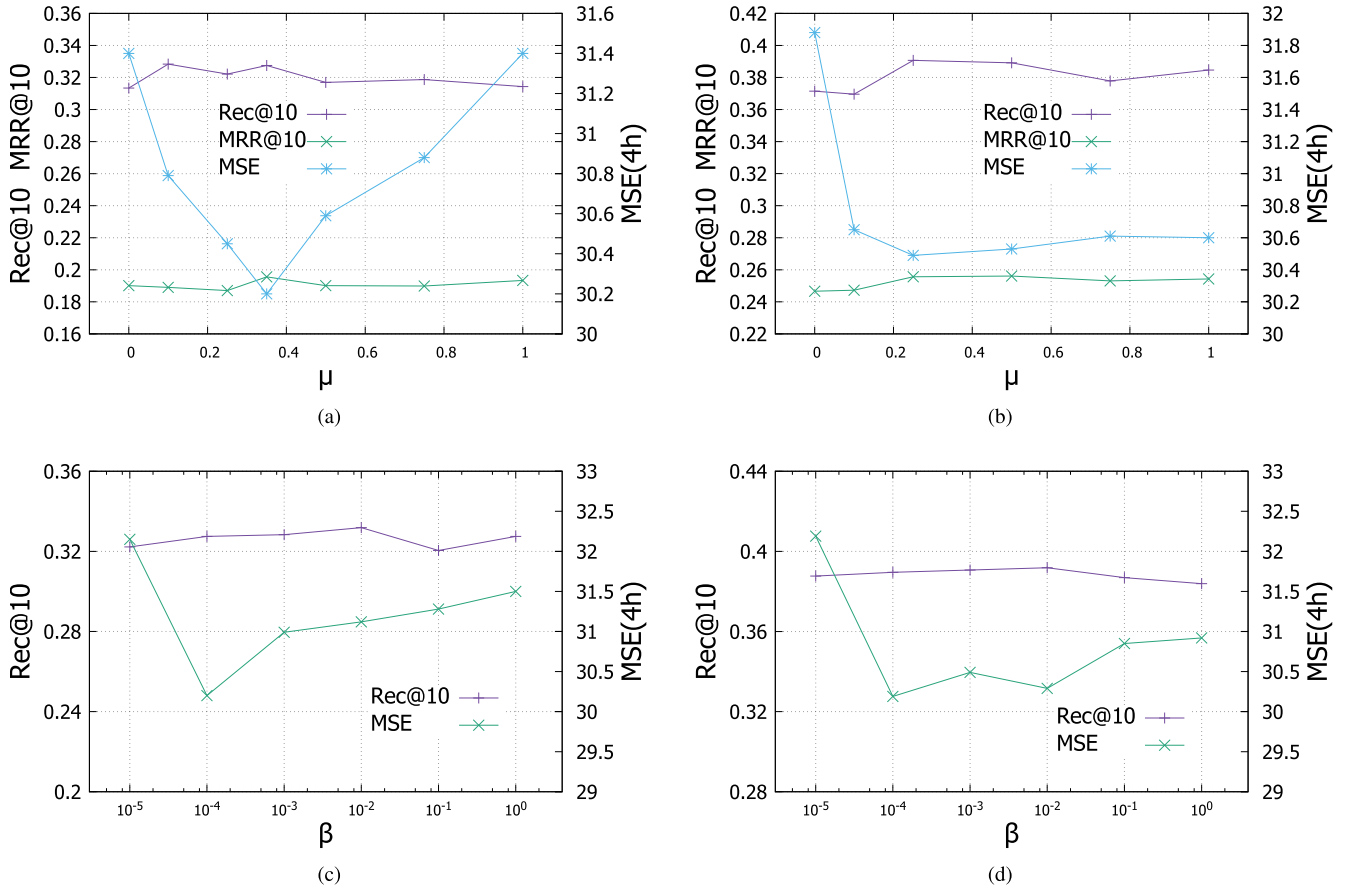 0.36
0.34
0.32
0.3
0.28
0.26
0.24
0.22
0.2
0.18
0.16
Rec@10 MRR@10
31.6
31.4
31.2
31
30.8
30.6
30.4
30.2
30
MSE(4h)
Rec@10
MRR@10
MSE
0 0.2 0.4 0.6 0.8 1
μ
(a)
0.42
0.4
0.38
0.36
0.34
0.32
0.3
0.28
0.26
0.24
0.22
Rec@10 MRR@10
32
31.8
31.6
31.4
31.2
31
30.8
30.6
30.4
30.2
30
MSE(4h)
Rec@10
MRR@10
MSE
0 0.2 0.4 0.6 0.8 1
μ
(b)
0.36
0.32
0.28
0.24
0.2
Rec@10
33
32.5
32
31.5
31
30.5
30
29.5
29
MSE(4h)
Rec@10
MSE
10⁻⁵ 10⁻⁴ 10⁻³ 10⁻² 10⁻¹ 10⁰
β
(c)
0.44
0.4
0.36
0.32
0.28
Rec@10
33
32.5
32
31.5
31
30.5
30
29.5
29
MSE(4h)
Rec@10
MSE
10⁻⁵ 10⁻⁴ 10⁻³ 10⁻² 10⁻¹ 10⁰
β
(d)